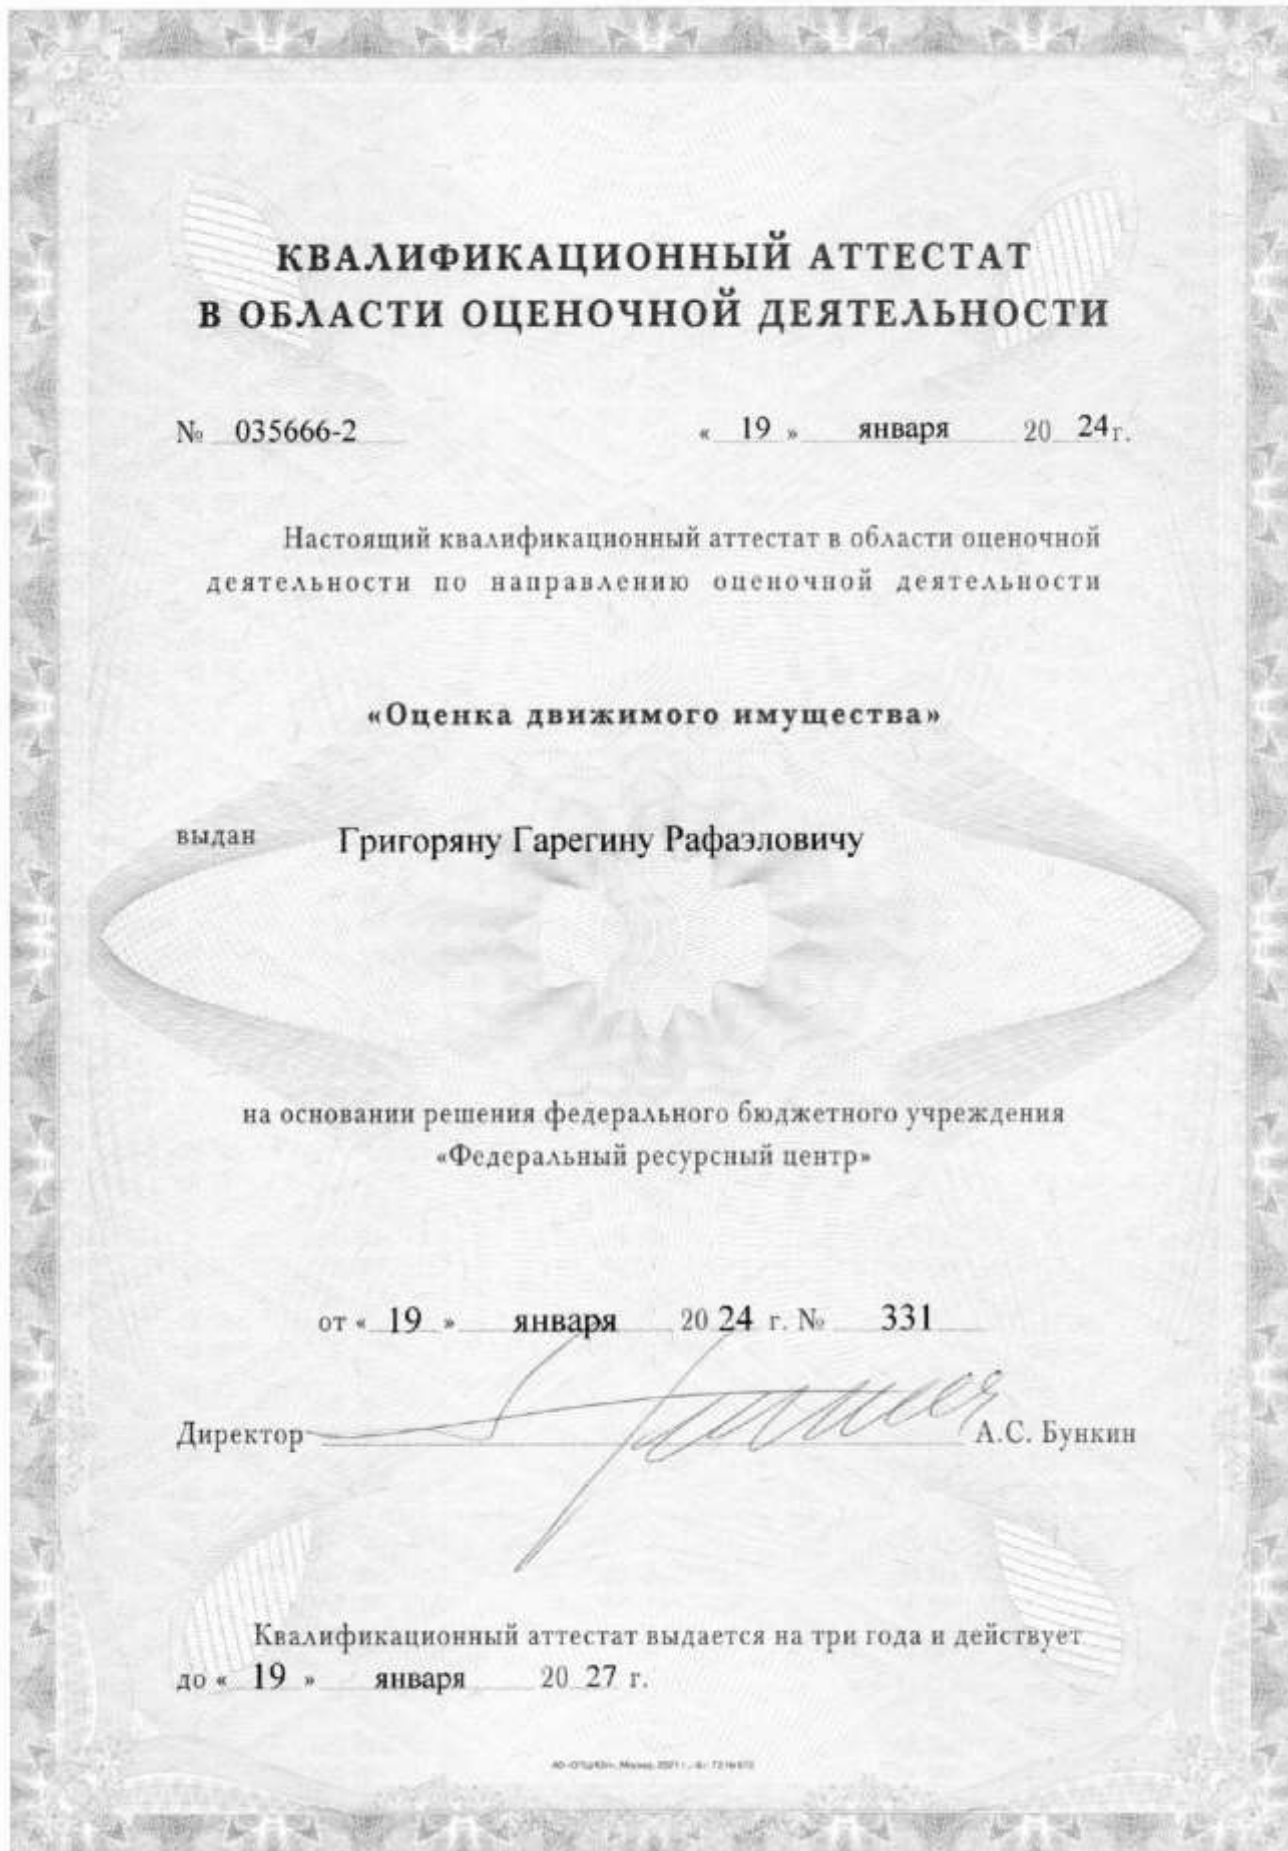 КВАЛИФИКАЦИОННЫЙ АТТЕСТАТ
В ОБЛАСТИ ОЦЕНОЧНОЙ ДЕЯТЕЛЬНОСТИ
№ 035666-2 « 19 » января 20 24 г.
Настоящий квалификационный аттестат в области оценочной
деятельности по направлению оценочной деятельности
«Оценка движимого имущества»
выдан Григоряну Гарегину Рафаэловичу
на основании решения федерального бюджетного учреждения
«Федеральный ресурсный центр»
от « 19 » января 20 24 г. № 331
Директор А.С. Бункин
Квалификационный аттестат выдается на три года и действует
до « 19 » января 20 27 г.